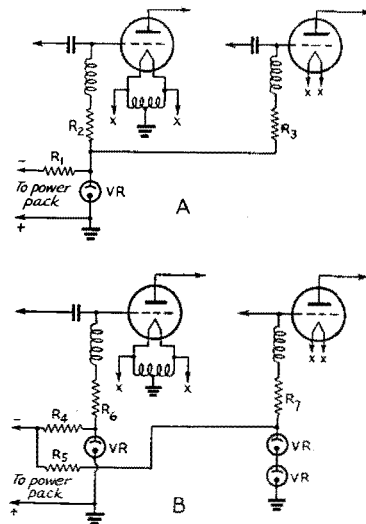 R2
X
X
R3
X X
− R1
To power
pack
VR
+
A
X
X
R6
X X
R7
− R4
VR
R5
VR
To power
pack
VR
+
B